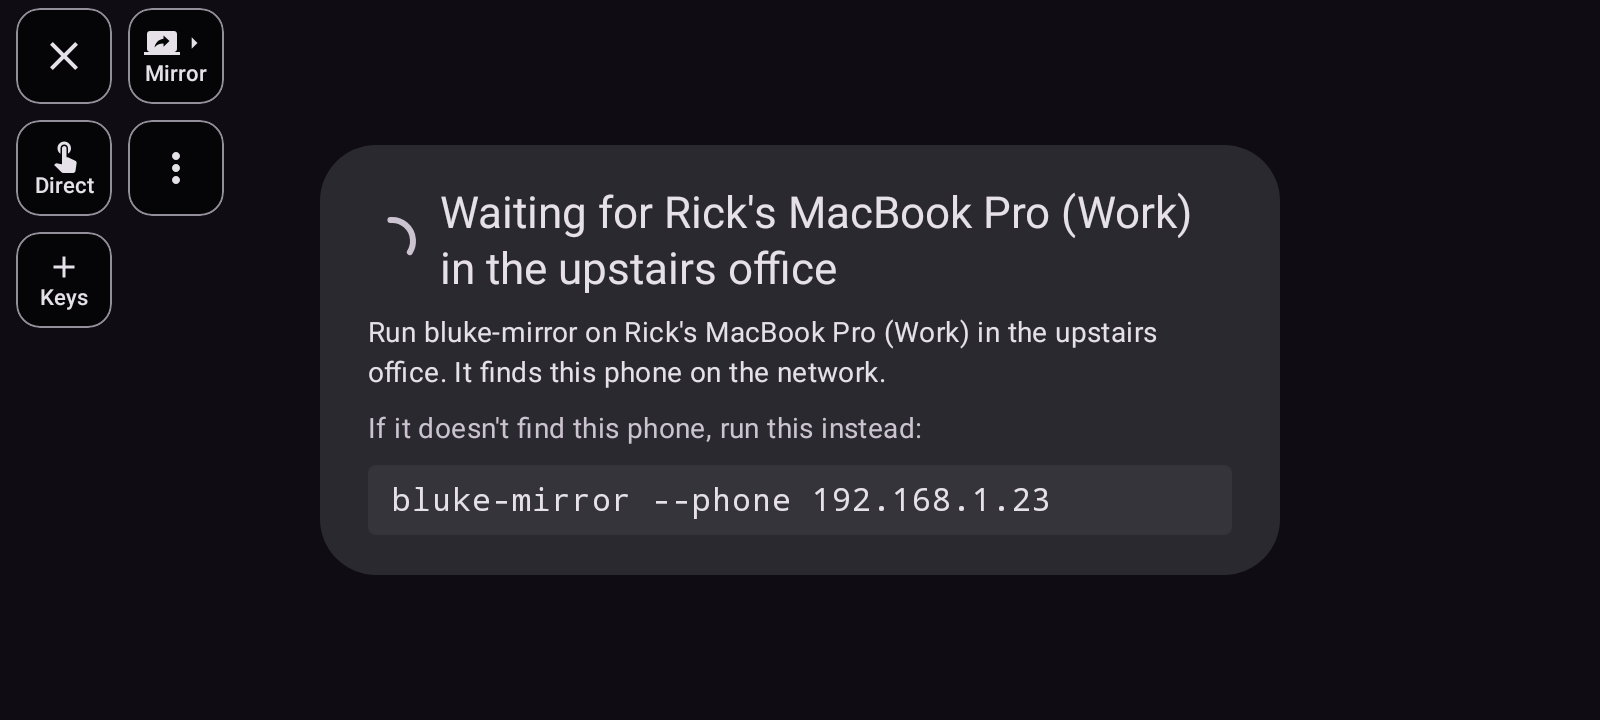 Mirror
Direct
Keys
Waiting for Rick's MacBook Pro (Work)
in the upstairs office
Run bluke-mirror on Rick's MacBook Pro (Work) in the upstairs
office. It finds this phone on the network.
If it doesn't find this phone, run this instead:
bluke-mirror --phone 192.168.1.23